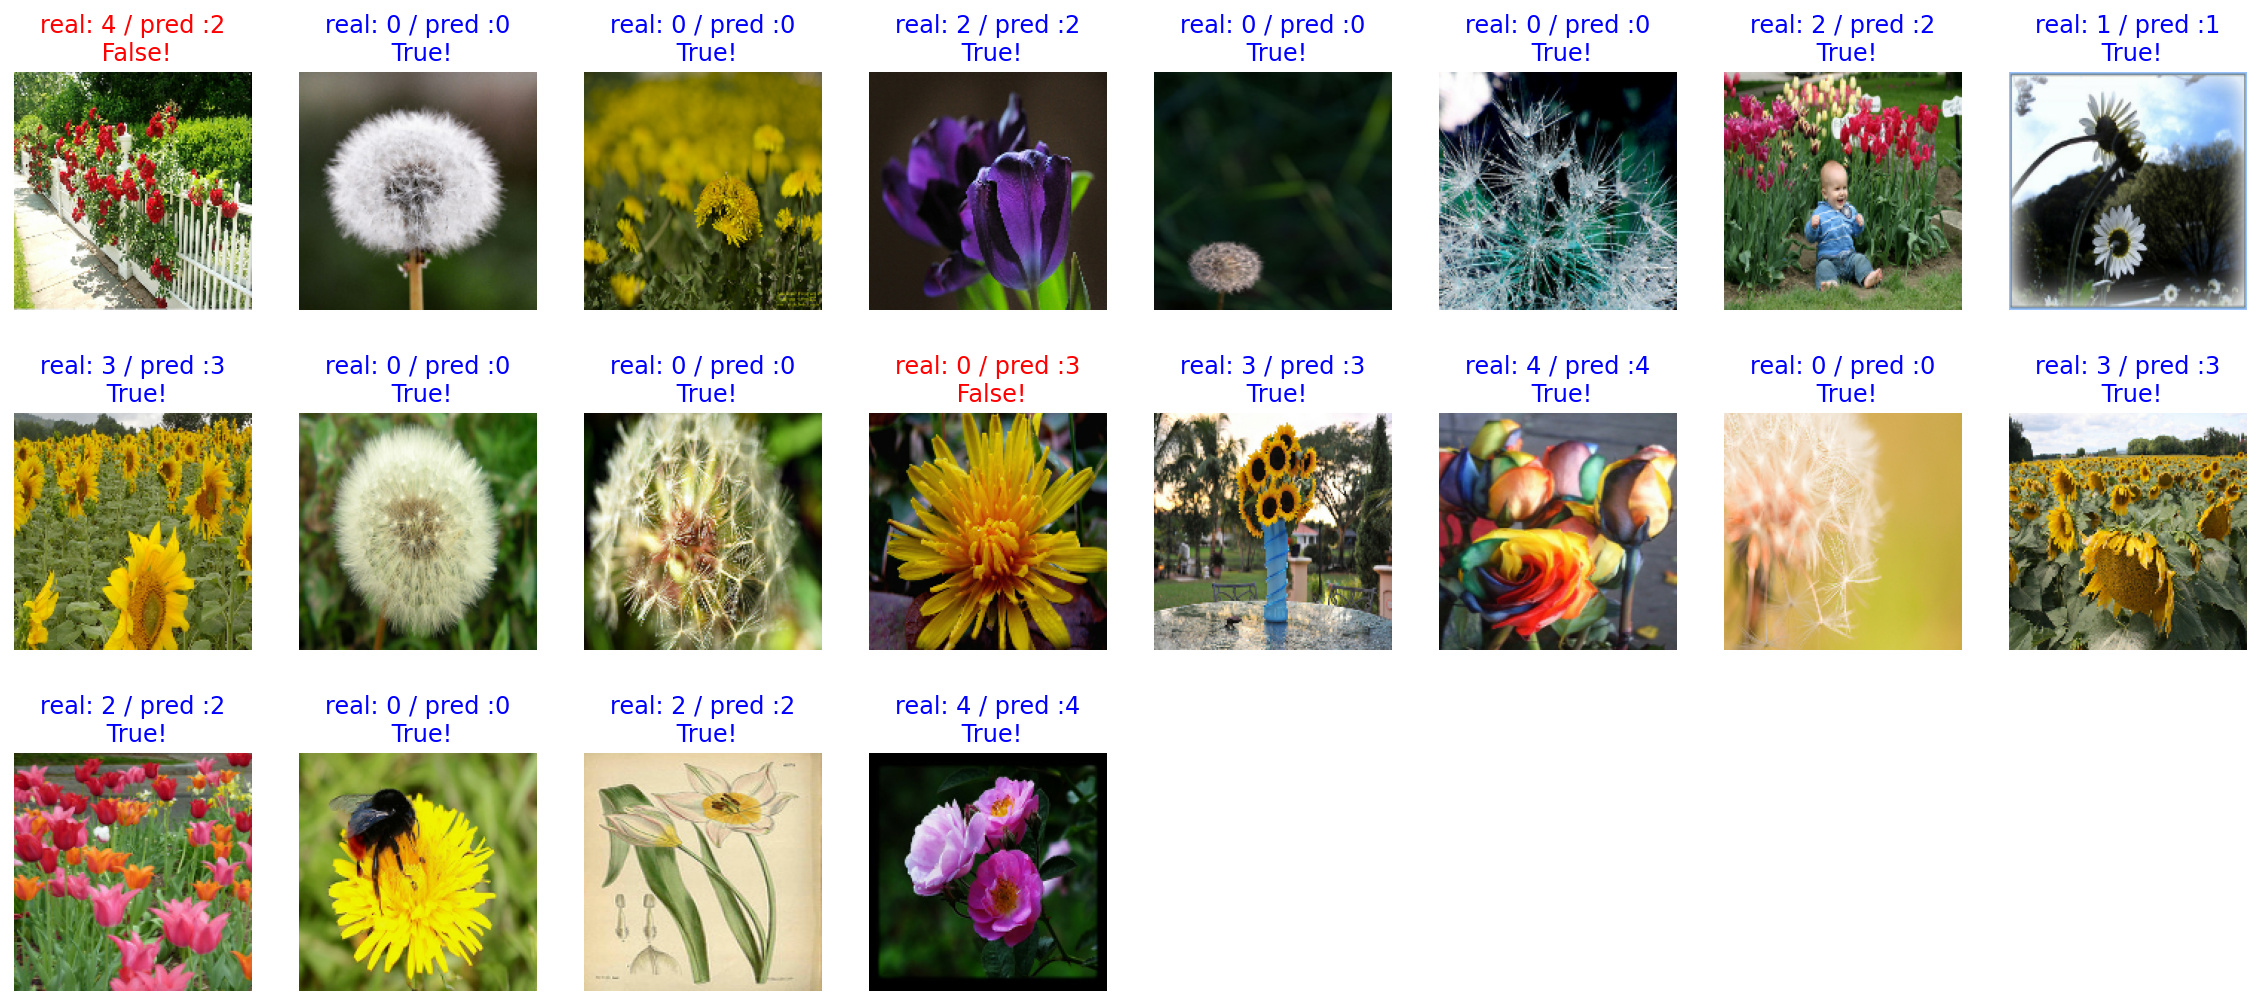 real: 4 / pred :2
False!
real: 0 / pred :0
True!
real: 0 / pred :0
True!
real: 2 / pred :2
True!
real: 0 / pred :0
True!
real: 0 / pred :0
True!
real: 2 / pred :2
True!
real: 1 / pred :1
True!
real: 3 / pred :3
True!
real: 0 / pred :0
True!
real: 0 / pred :0
True!
real: 0 / pred :3
False!
real: 3 / pred :3
True!
real: 4 / pred :4
True!
real: 0 / pred :0
True!
real: 3 / pred :3
True!
real: 2 / pred :2
True!
real: 0 / pred :0
True!
real: 2 / pred :2
True!
real: 4 / pred :4
True!